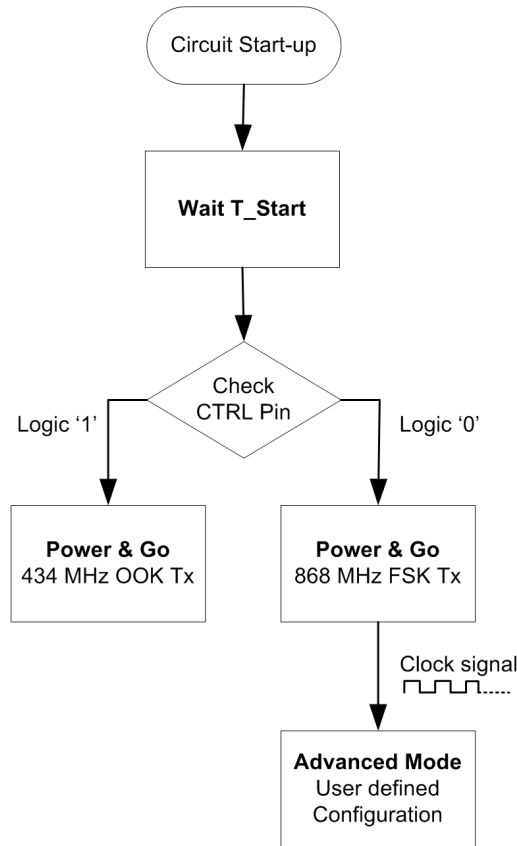 Circuit Start-up
Wait T_Start
Check
CTRL Pin
Logic ‘1’
Logic ‘0’
Power & Go
434 MHz OOK Tx
Power & Go
868 MHz FSK Tx
Clock signal
Advanced Mode
User defined
Configuration